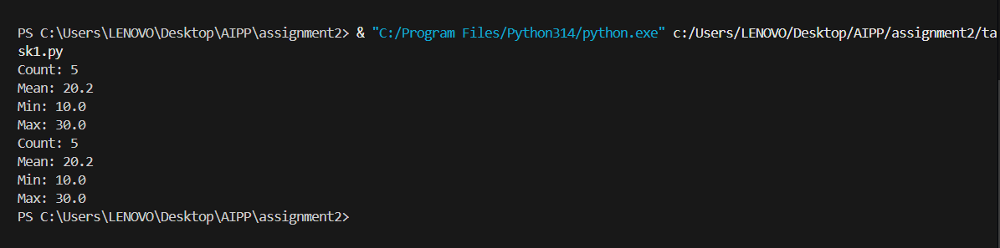 PS C:\Users\LENOVO\Desktop\AIPP\assignment2> & "C:/Program Files/Python314/python.exe" c:/Users/LENOVO/Desktop/AIPP/assignment2/ta
sk1.py
Count: 5
Mean: 20.2
Min: 10.0
Max: 30.0
Count: 5
Mean: 20.2
Min: 10.0
Max: 30.0
PS C:\Users\LENOVO\Desktop\AIPP\assignment2>